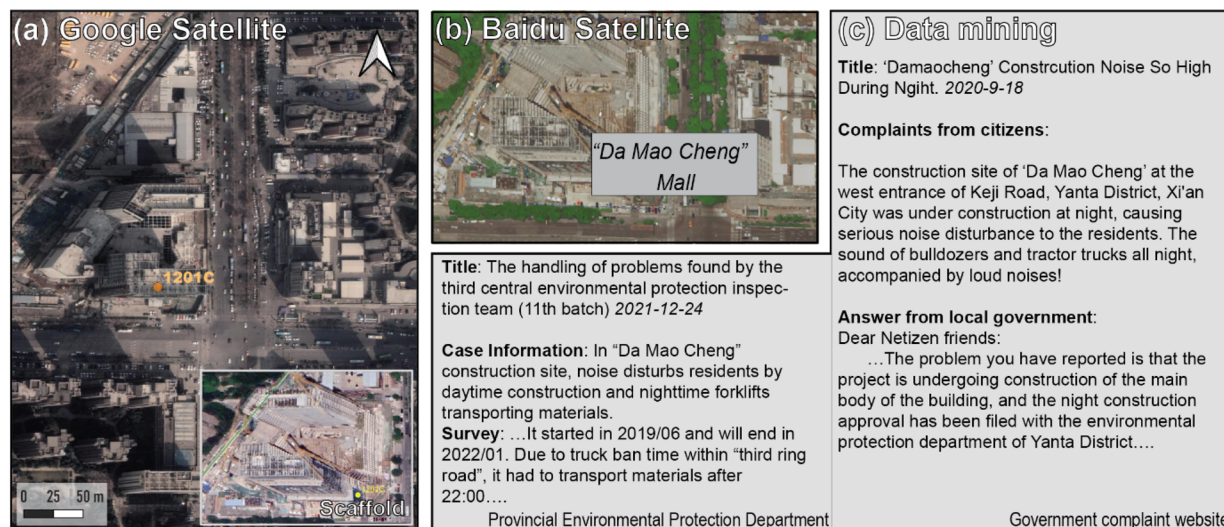 (a) Google Satellite
1201C
0 25 50 m
Scaffold
(b) Baidu Satellite
“Da Mao Cheng”
Mall
Title: The handling of problems found by the
third central environmental protection inspec-
tion team (11th batch) 2021-12-24
Case Information: In “Da Mao Cheng”
construction site, noise disturbs residents by
daytime construction and nighttime forklifts
transporting materials.
Survey: …It started in 2019/06 and will end in
2022/01. Due to truck ban time within “third ring
road”, it had to transport materials after
22:00….
Provincial Environmental Protection Department
(c) Data mining
Title: ‘Damaocheng’ Constrcution Noise So High
During Ngiht. 2020-9-18
Complaints from citizens:
The construction site of ‘Da Mao Cheng’ at the
west entrance of Keji Road, Yanta District, Xi'an
City was under construction at night, causing
serious noise disturbance to the residents. The
sound of bulldozers and tractor trucks all night,
accompanied by loud noises!
Answer from local government:
Dear Netizen friends:
…The problem you have reported is that the
project is undergoing construction of the main
body of the building, and the night construction
approval has been filed with the environmental
protection department of Yanta District….
Government complaint website